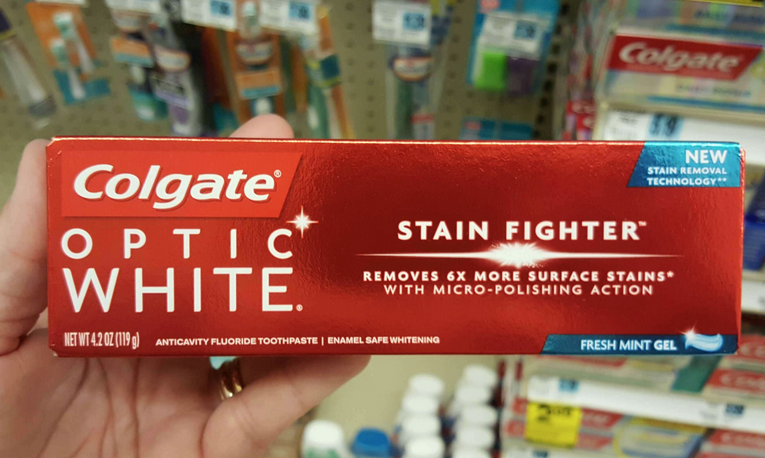 Colgate®
OPTIC
WHITE®
NET WT 4.2 OZ (119 g)
ANTICAVITY FLUORIDE TOOTHPASTE | ENAMEL SAFE WHITENING
NEW
STAIN REMOVAL
TECHNOLOGY**
STAIN FIGHTER™
REMOVES 6X MORE SURFACE STAINS*
WITH MICRO-POLISHING ACTION
FRESH MINT GEL
Colgate